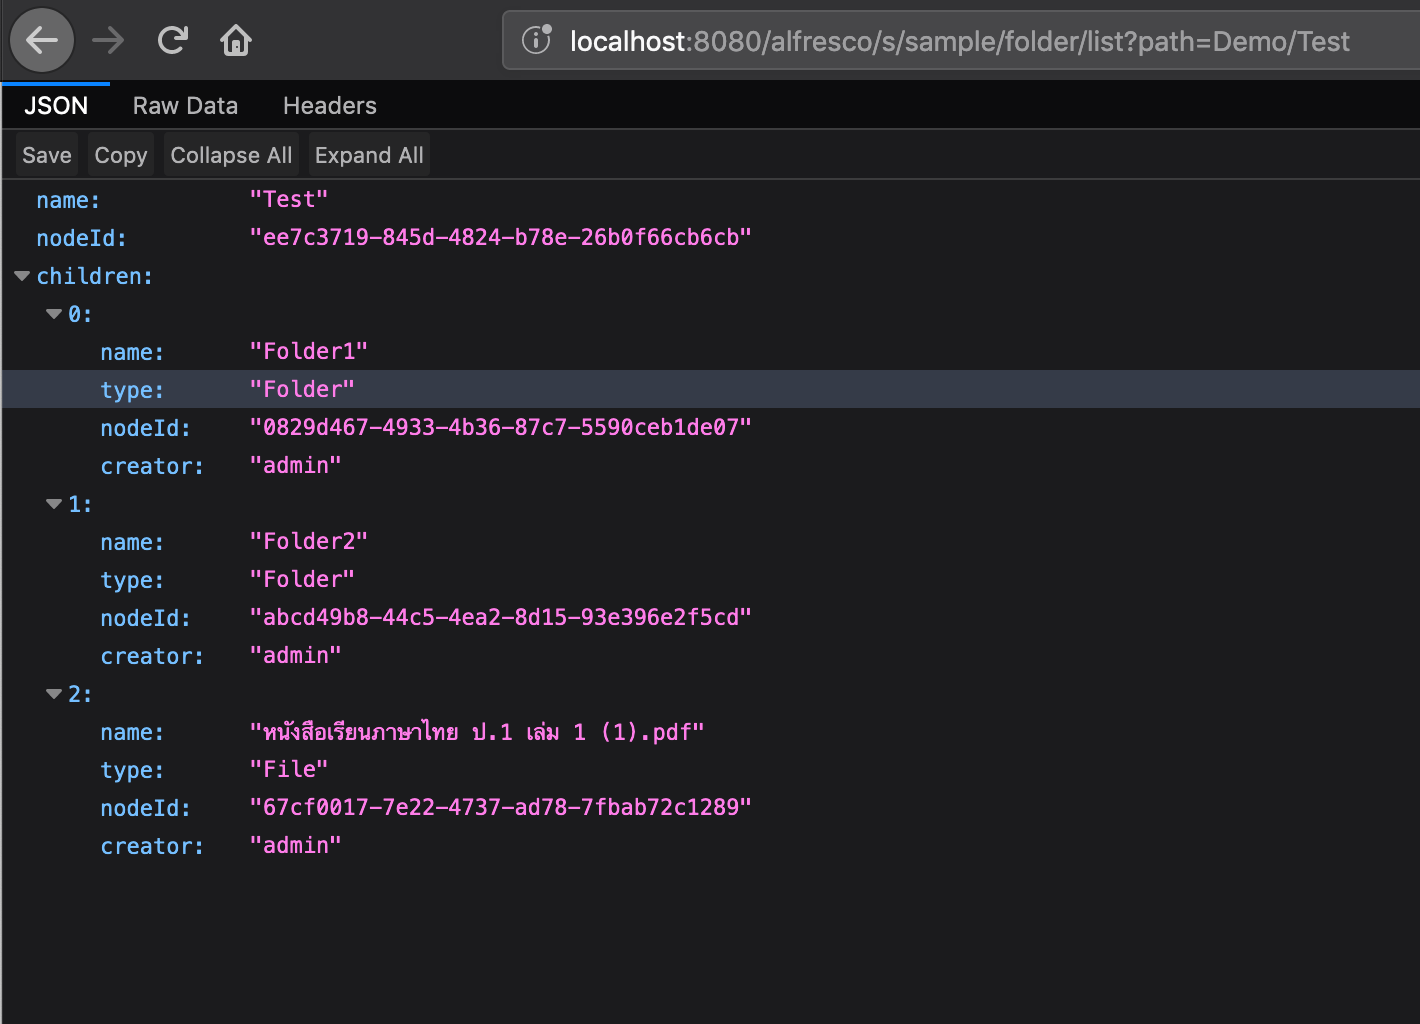 localhost:8080/alfresco/s/sample/folder/list?path=Demo/Test
JSON Raw Data Headers
Save Copy Collapse All Expand All
name: "Test"
nodeId: "ee7c3719-845d-4824-b78e-26b0f66cb6cb"
children:
0:
name: "Folder1"
type: "Folder"
nodeId: "0829d467-4933-4b36-87c7-5590ceb1de07"
creator: "admin"
1:
name: "Folder2"
type: "Folder"
nodeId: "abcd49b8-44c5-4ea2-8d15-93e396e2f5cd"
creator: "admin"
2:
name: "หนังสือเรียนภาษาไทย ป.1 เล่ม 1 (1).pdf"
type: "File"
nodeId: "67cf0017-7e22-4737-ad78-7fbab72c1289"
creator: "admin"